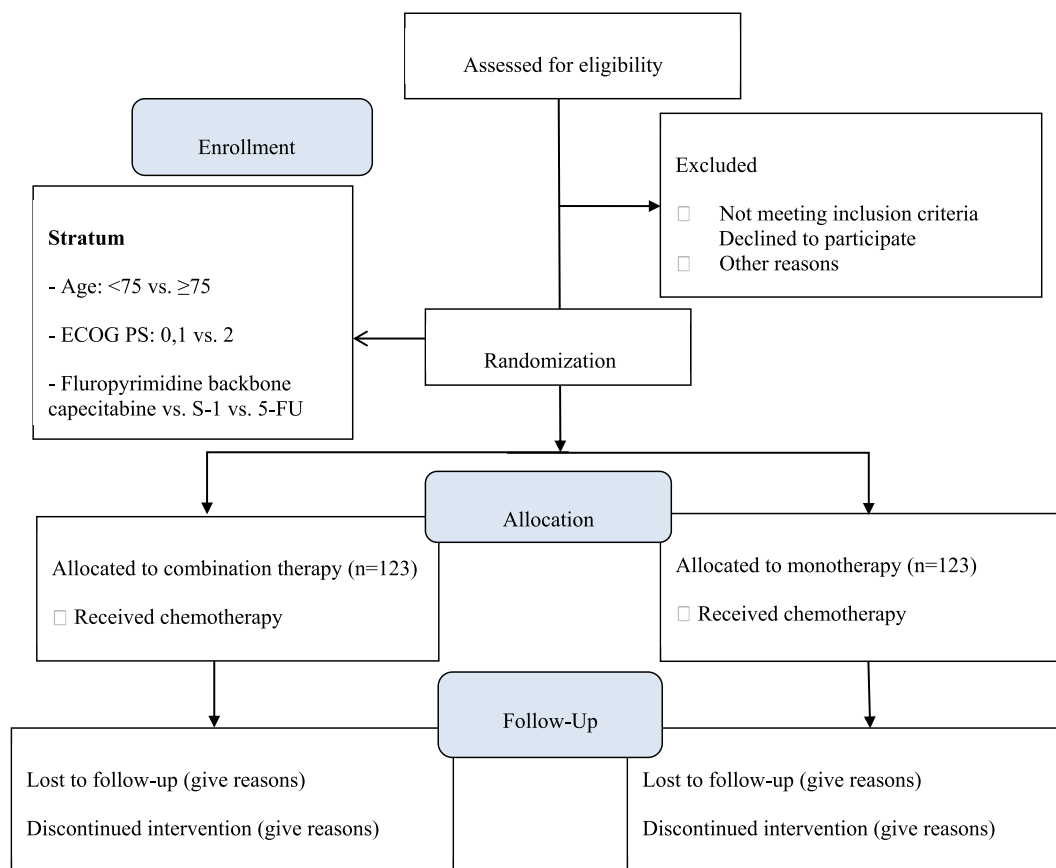 Assessed for eligibility
Enrollment
Excluded
Not meeting inclusion criteria
Declined to participate
Other reasons
Stratum
- Age: <75 vs. ≥75
- ECOG PS: 0,1 vs. 2
- Fluropyrimidine backbone
capecitabine vs. S-1 vs. 5-FU
Randomization
Allocation
Allocated to combination therapy (n=123)
Received chemotherapy
Allocated to monotherapy (n=123)
Received chemotherapy
Follow-Up
Lost to follow-up (give reasons)
Discontinued intervention (give reasons)
Lost to follow-up (give reasons)
Discontinued intervention (give reasons)